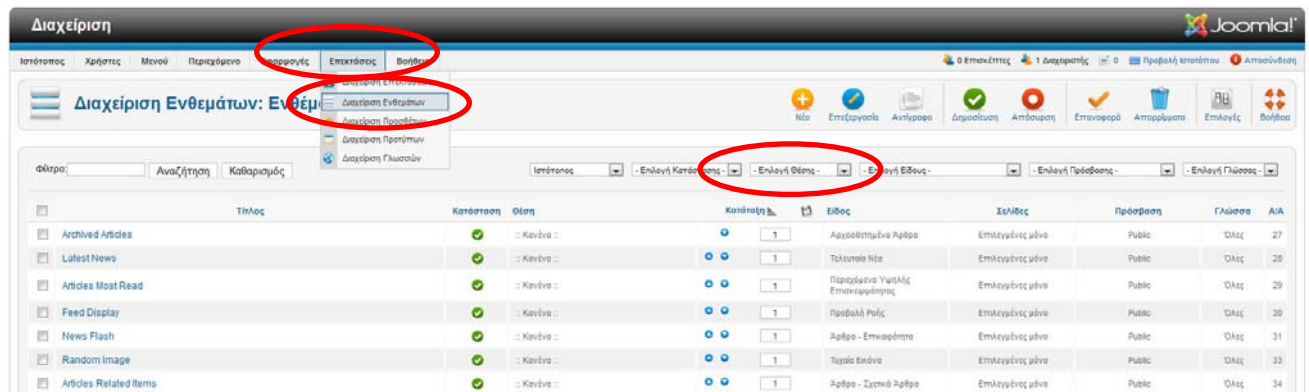 Διαχείριση
Joomla!
Ιστότοπος Χρήστες Μενού Περιεχόμενο Επεκτάσεις Βοήθεια 0 Επισκέπτες 1 Διαχειριστής 0 Προβολή Ιστοτόπου Αποσύνδεση
Διαχείριση Ενθεμάτων: Ενθέμ
Διαχείριση Ενθεμάτων
Διαχείριση Προσθέτων
Διαχείριση Προτύπων
Διαχείριση Γλωσσών
Νέο Επεξεργασία Αντίγραφο Δημοσίευση Απόσυρση Επαναφορά Απορρίμματα Επιλογές Βοήθεια
Φίλτρο: Αναζήτηση Καθαρισμός Ιστότοπος - Επιλογή Κατάστασης - - Επιλογή Θέσης - - Επιλογή Είδους - - Επιλογή Πρόσβασης - - Επιλογή Γλώσσας -
Τίτλος Κατάσταση Θέση Κατάταξη Είδος Σελίδες Πρόσβαση Γλώσσα Α/Α
Archived Articles :: Κανένα :: 1 Αρχειοθετημένα Άρθρα Επιλεγμένες μόνο Public Όλες 27
Latest News :: Κανένα :: 1 Τελευταία Νέα Επιλεγμένες μόνο Public Όλες 28
Articles Most Read :: Κανένα :: 1 Περιεχόμενο Υψηλής Επισκεψιμότητας Επιλεγμένες μόνο Public Όλες 29
Feed Display :: Κανένα :: 1 Προβολή Ροής Επιλεγμένες μόνο Public Όλες 30
News Flash :: Κανένα :: 1 Άρθρα - Επικαιρότητα Επιλεγμένες μόνο Public Όλες 31
Random Image :: Κανένα :: 1 Τυχαία Εικόνα Επιλεγμένες μόνο Public Όλες 33
Articles Related Items :: Κανένα :: 1 Άρθρα - Σχετικά Άρθρα Επιλεγμένες μόνο Public Όλες 34